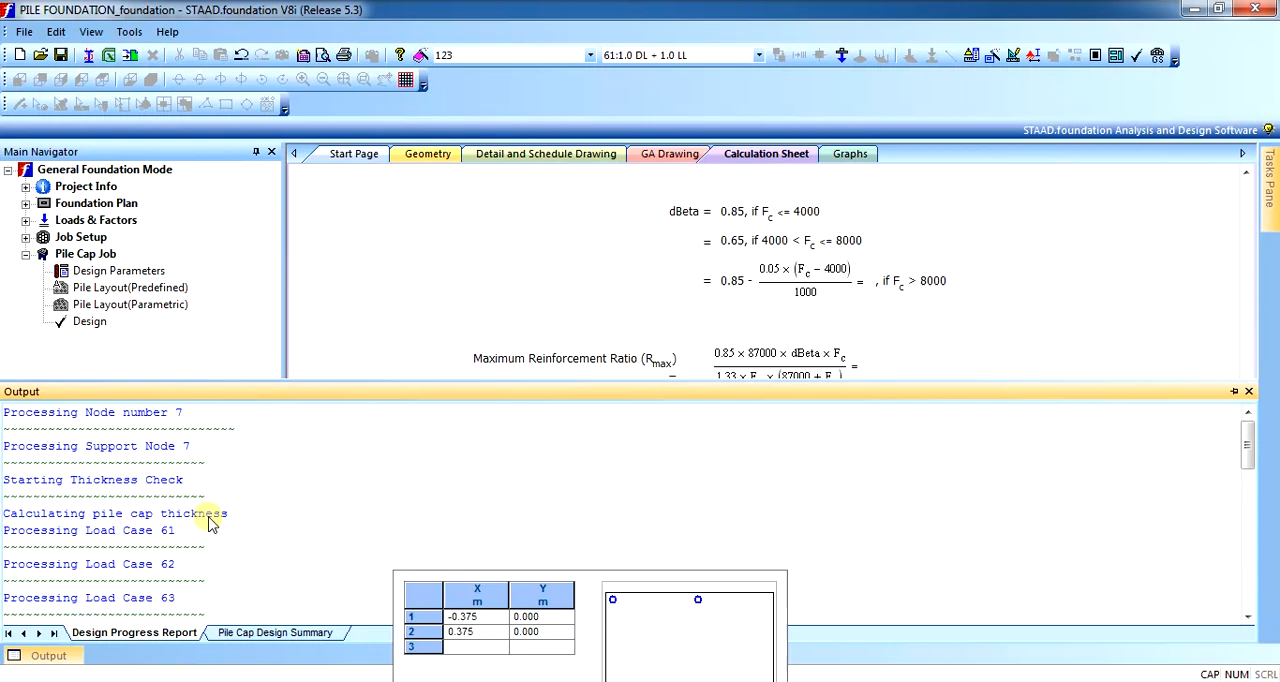 PILE FOUNDATION_foundation - STAAD.foundation V8i (Release 5.3)
File Edit View Tools Help
123
61:1.0 DL + 1.0 LL
STAAD.foundation Analysis and Design Software
Main Navigator
General Foundation Mode
Project Info
Foundation Plan
Loads & Factors
Job Setup
Pile Cap Job
Design Parameters
Pile Layout(Predefined)
Pile Layout(Parametric)
Design
Start Page Geometry Detail and Schedule Drawing GA Drawing Calculation Sheet Graphs
Tasks Pane
dBeta = 0.85, if Fc <= 4000
= 0.65, if 4000 < Fc <= 8000
= 0.85 - 0.05 × (Fc − 4000) / 1000 = , if Fc > 8000
Maximum Reinforcement Ratio (Rmax)
=
0.85 × 87000 × dBeta × Fc =
Output
Processing Node number 7
~~~~~~~~~~~~~~~~~~~~~~~~~~~~~~~
Processing Support Node 7
~~~~~~~~~~~~~~~~~~~~~~~~~~~
Starting Thickness Check
~~~~~~~~~~~~~~~~~~~~~~~~~~~
Calculating pile cap thickness
Processing Load Case 61
~~~~~~~~~~~~~~~~~~~~~~~~~~~
Processing Load Case 62
~~~~~~~~~~~~~~~~~~~~~~~~~~~
Processing Load Case 63
~~~~~~~~~~~~~~~~~~~~~~~~~~~
X Y
m m
1 -0.375 0.000
2 0.375 0.000
3
Design Progress Report Pile Cap Design Summary
Output
CAP NUM SCRL